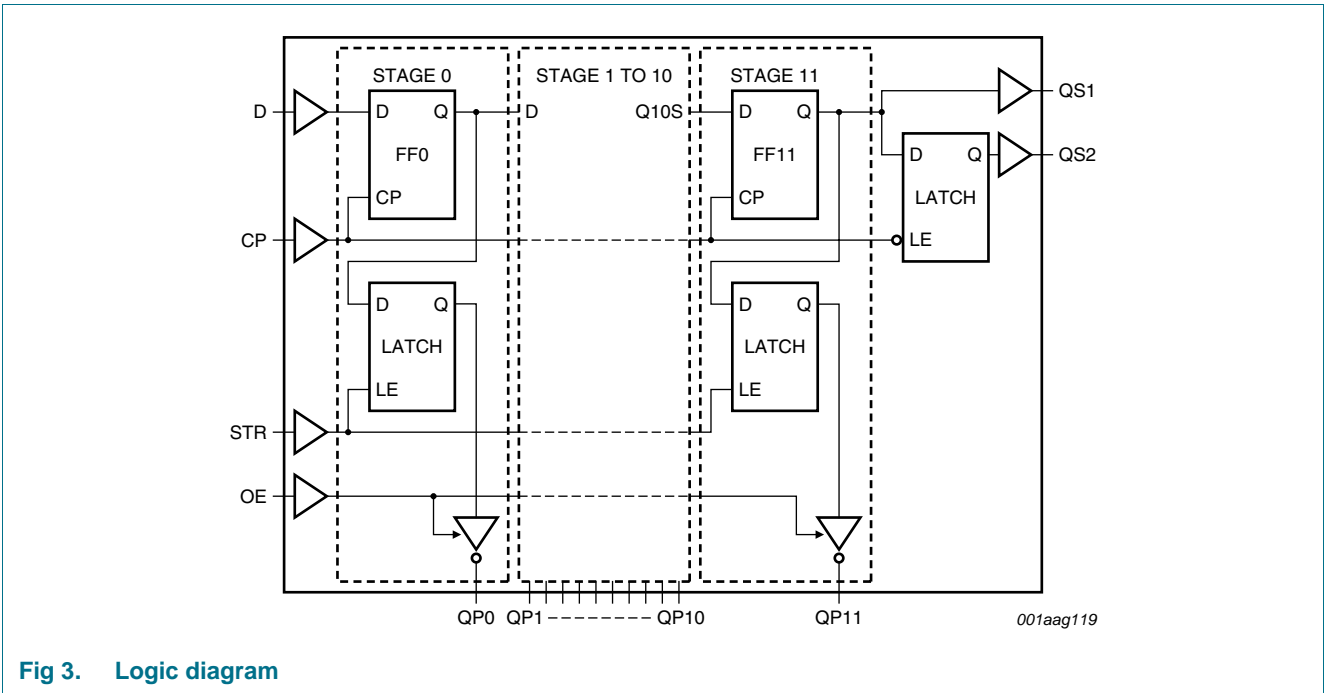 STAGE 0 STAGE 1 TO 10 STAGE 11
QS1
D D Q D Q10S D Q
FF0 FF11 D Q QS2
CP CP LATCH
CP LE
D Q D Q
LATCH LATCH
LE LE
STR
OE
QP0 QP1 QP10 QP11 001aag119
Fig 3. Logic diagram